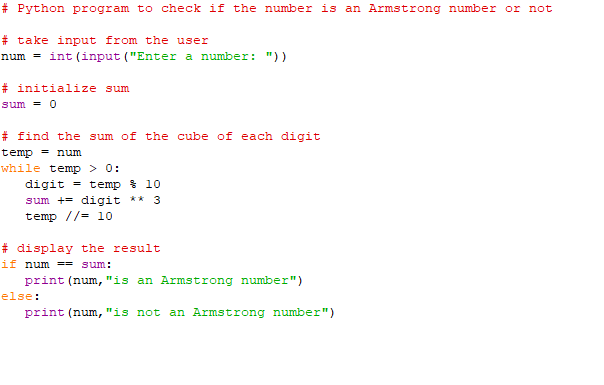 # Python program to check if the number is an Armstrong number or not
# take input from the user
num = int(input("Enter a number: "))
# initialize sum
sum = 0
# find the sum of the cube of each digit
temp = num
while temp > 0:
   digit = temp % 10
   sum += digit ** 3
   temp //= 10
# display the result
if num == sum:
   print(num,"is an Armstrong number")
else:
   print(num,"is not an Armstrong number")